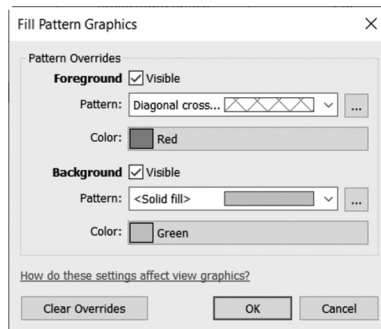 Fill Pattern Graphics
Pattern Overrides
Foreground Visible
Pattern: Diagonal cross... ...
Color: Red
Background Visible
Pattern: <Solid fill> ...
Color: Green
How do these settings affect view graphics?
Clear Overrides OK Cancel